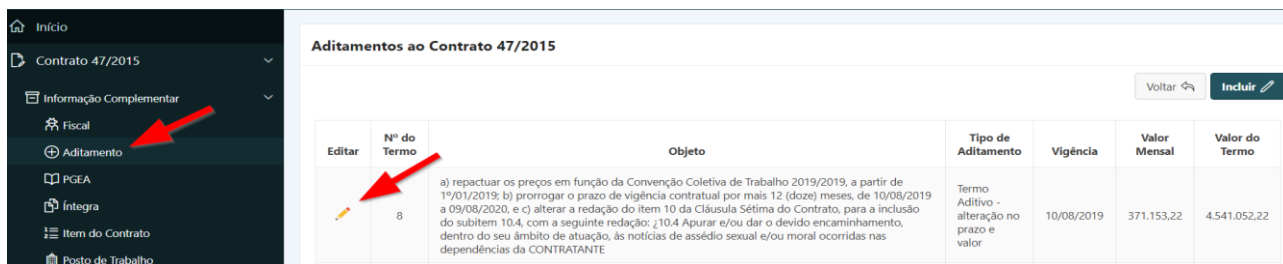 Início
Contrato 47/2015
Informação Complementar
Fiscal
Aditamento
PGEA
Íntegra
Item do Contrato
Posto de Trabalho
Aditamentos ao Contrato 47/2015
Voltar
Incluir
Editar
Nº do
Termo
Objeto
Tipo de
Aditamento
Vigência
Valor
Mensal
Valor do
Termo
8
a) repactuar os preços em função da Convenção Coletiva de Trabalho 2019/2019, a partir de
1º/01/2019; b) prorrogar o prazo de vigência contratual por mais 12 (doze) meses, de 10/08/2019
a 09/08/2020, e c) alterar a redação do item 10 da Cláusula Sétima do Contrato, para a inclusão
do subitem 10.4, com a seguinte redação: ¿10.4 Apurar e/ou dar o devido encaminhamento,
dentro do seu âmbito de atuação, às notícias de assédio sexual e/ou moral ocorridas nas
dependências da CONTRATANTE
Termo
Aditivo -
alteração no
prazo e
valor
10/08/2019
371.153,22
4.541.052,22